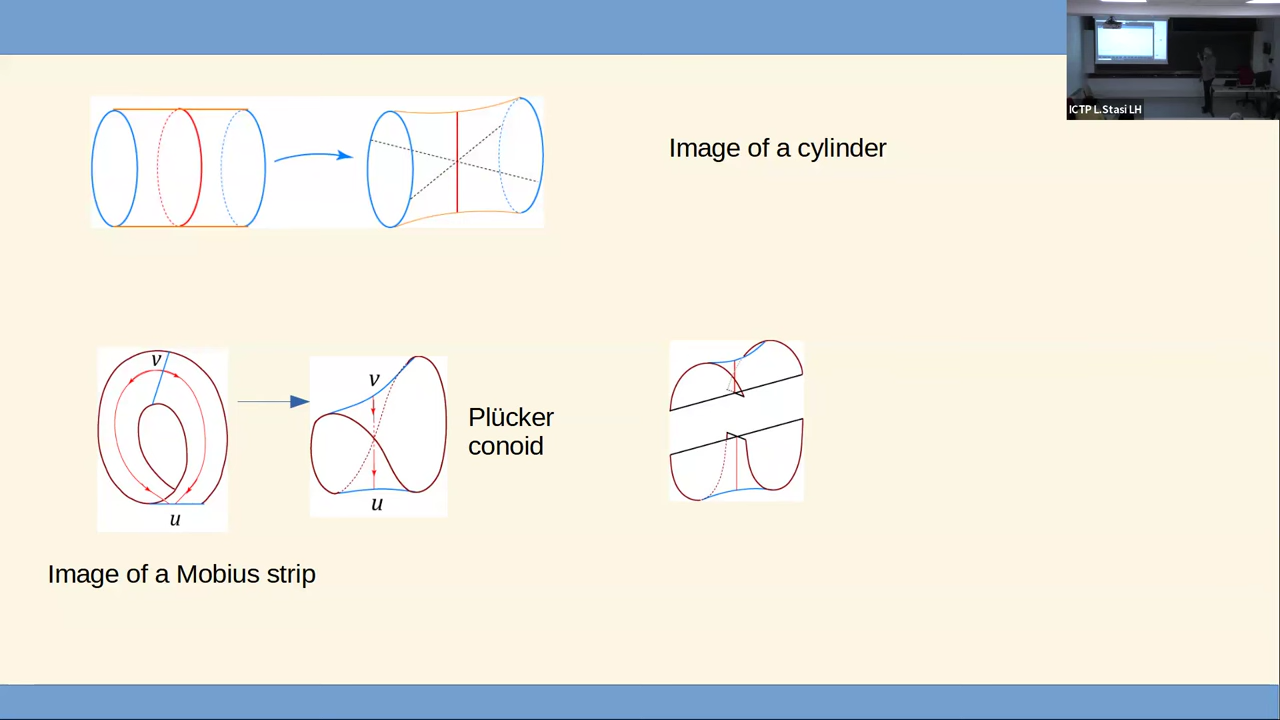 ICTP L.Stasi LH
Image of a cylinder
v
v
Plücker
conoid
u
u
Image of a Mobius strip